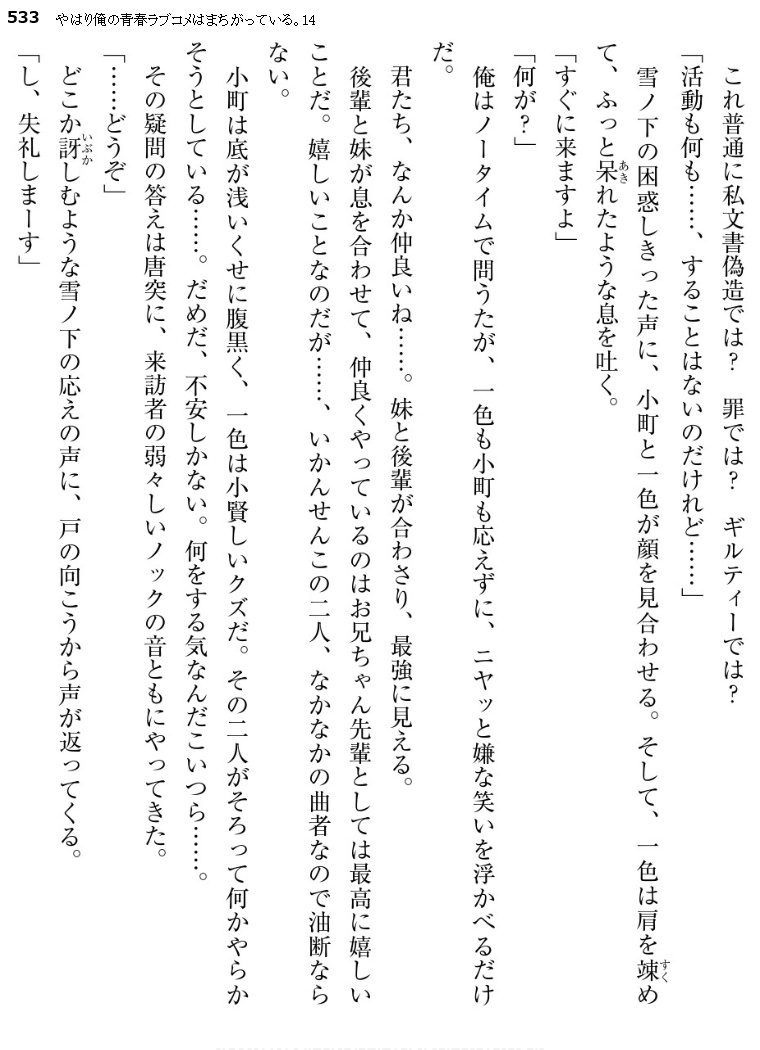 533 やはり俺の青春ラブコメはまちがっている。14
これ普通に私文書偽造では？　罪では？　ギルティーでは？
「活動も何も……、することはないのだけれど……」
雪ノ下の困惑しきった声に、小町と一色が顔を見合わせる。そして、一色は肩を竦め
て、ふっと呆れたような息を吐く。
「すぐに来ますよ」
「何が？」
俺はノータイムで問うたが、一色も小町も応えずに、ニヤッと嫌な笑いを浮かべるだけ
だ。
君たち、なんか仲良いね……。妹と後輩が合わさり、最強に見える。
後輩と妹が息を合わせて、仲良くやっているのはお兄ちゃん先輩としては最高に嬉しい
ことだ。嬉しいことなのだが……、いかんせんこの二人、なかなかの曲者なので油断なら
ない。
小町は底が浅いくせに腹黒く、一色は小賢しいクズだ。その二人がそろって何かやらか
そうとしている……。だめだ、不安しかない。何をする気なんだこいつら……。
その疑問の答えは唐突に、来訪者の弱々しいノックの音ともにやってきた。
「……どうぞ」
どこか訝しむような雪ノ下の応えの声に、戸の向こうから声が返ってくる。
「し、失礼しまーす」